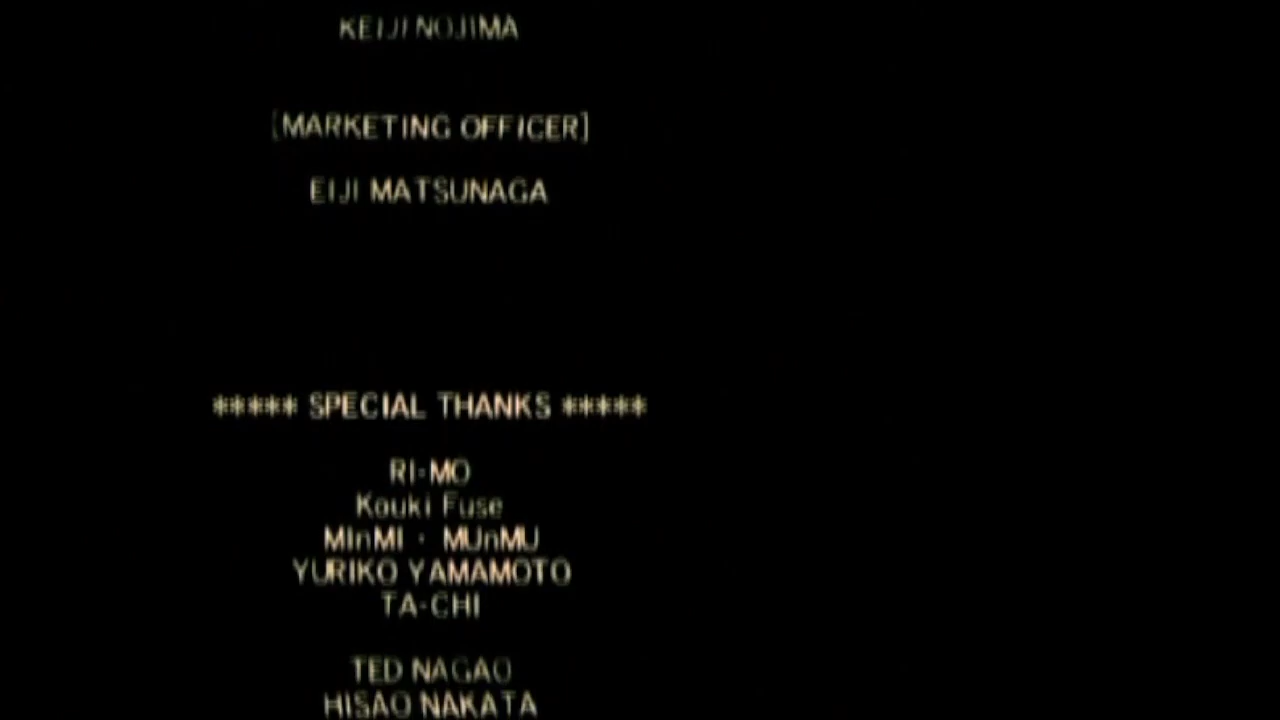 KEIJI NOJIMA
[MARKETING OFFICER]
EIJI MATSUNAGA
***** SPECIAL THANKS *****
RI-MO
Kouki Fuse
MInMI · MUnMU
YURIKO YAMAMOTO
TA-CHI
TED NAGAO
HISAO NAKATA